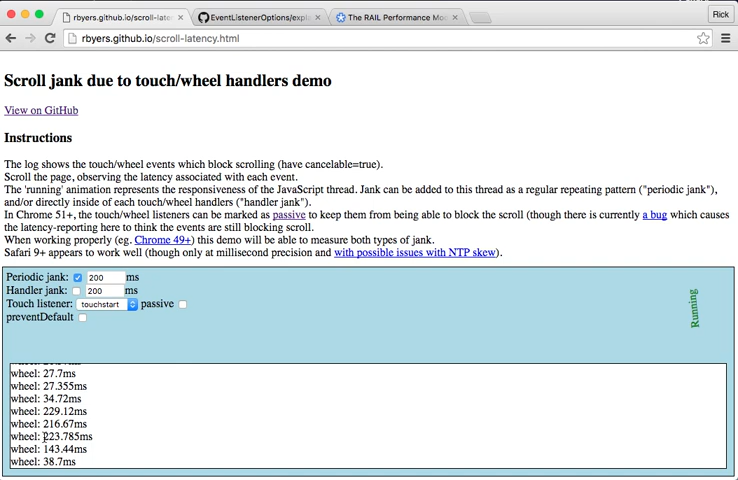 rbyers.github.io/scroll-late
EventListenerOptions/expl
The RAIL Performance Mod
Rick
rbyers.github.io/scroll-latency.html
Scroll jank due to touch/wheel handlers demo
View on GitHub
Instructions
The log shows the touch/wheel events which block scrolling (have cancelable=true).
Scroll the page, observing the latency associated with each event.
The 'running' animation represents the responsiveness of the JavaScript thread. Jank can be added to this thread as a regular repeating pattern ("periodic jank"),
and/or directly inside of each touch/wheel handlers ("handler jank").
In Chrome 51+, the touch/wheel listeners can be marked as passive to keep them from being able to block the scroll (though there is currently a bug which causes
the latency-reporting here to think the events are still blocking scroll.
When working properly (eg. Chrome 49+) this demo will be able to measure both types of jank.
Safari 9+ appears to work well (though only at millisecond precision and with possible issues with NTP skew).
Periodic jank: 200 ms
Handler jank: 200 ms
Touch listener: touchstart passive
preventDefault
Running
wheel: 27.7ms
wheel: 27.355ms
wheel: 34.72ms
wheel: 229.12ms
wheel: 216.67ms
wheel: 223.785ms
wheel: 143.44ms
wheel: 38.7ms